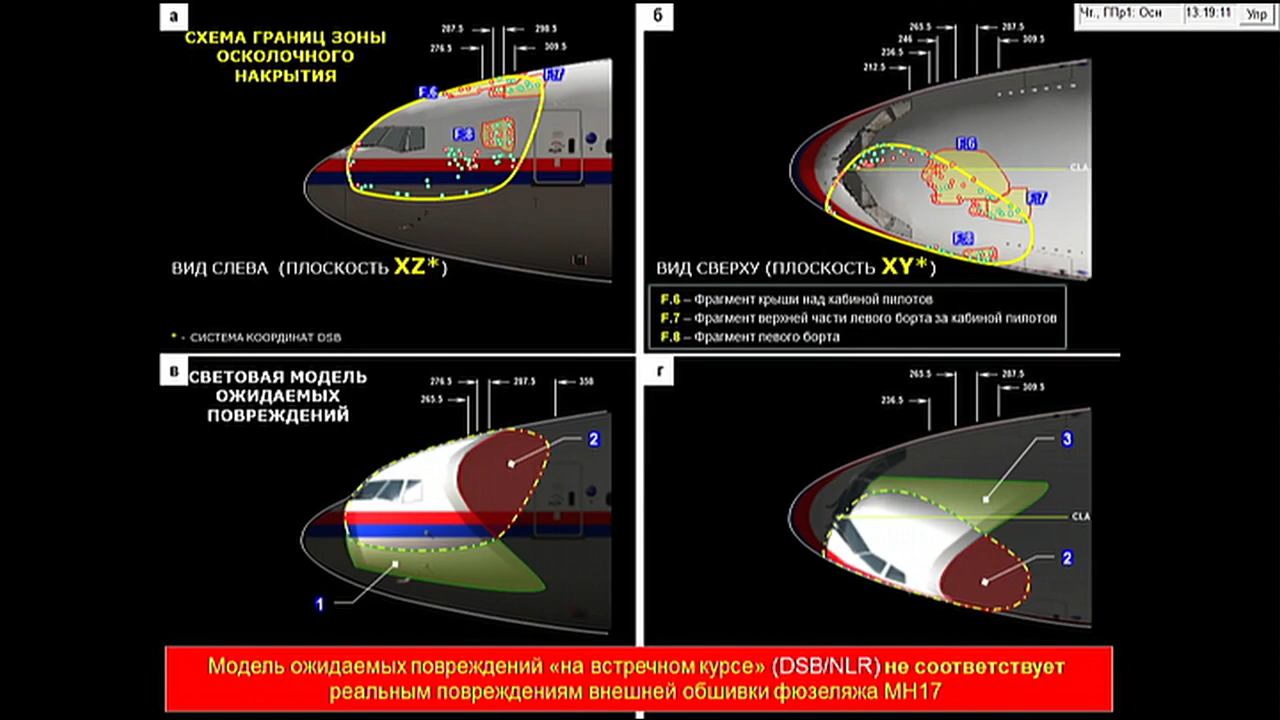 а
СХЕМА ГРАНИЦ ЗОНЫ
ОСКОЛОЧНОГО
НАКРЫТИЯ
287.5
298.5
276.5
309.5
F.6
F.7
F.8
ВИД СЛЕВА (ПЛОСКОСТЬ XZ*)
* - СИСТЕМА КООРДИНАТ DSB
б
265.5
287.5
246
309.5
236.5
212.5
F.6
CLA
F.7
F.8
ВИД СВЕРХУ (ПЛОСКОСТЬ XY*)
F.6 – Фрагмент крыши над кабиной пилотов
F.7 – Фрагмент верхней части левого борта за кабиной пилотов
F.8 – Фрагмент левого борта
Чг., ГПр1: Осн
13:19:11
Упр
в
СВЕТОВАЯ МОДЕЛЬ
ОЖИДАЕМЫХ
ПОВРЕЖДЕНИЙ
276.5
287.5
350
265.5
2
1
г
265.5
287.5
309.5
236.5
3
CLA
2
Модель ожидаемых повреждений «на встречном курсе» (DSB/NLR) не соответствует
реальным повреждениям внешней обшивки фюзеляжа МН17